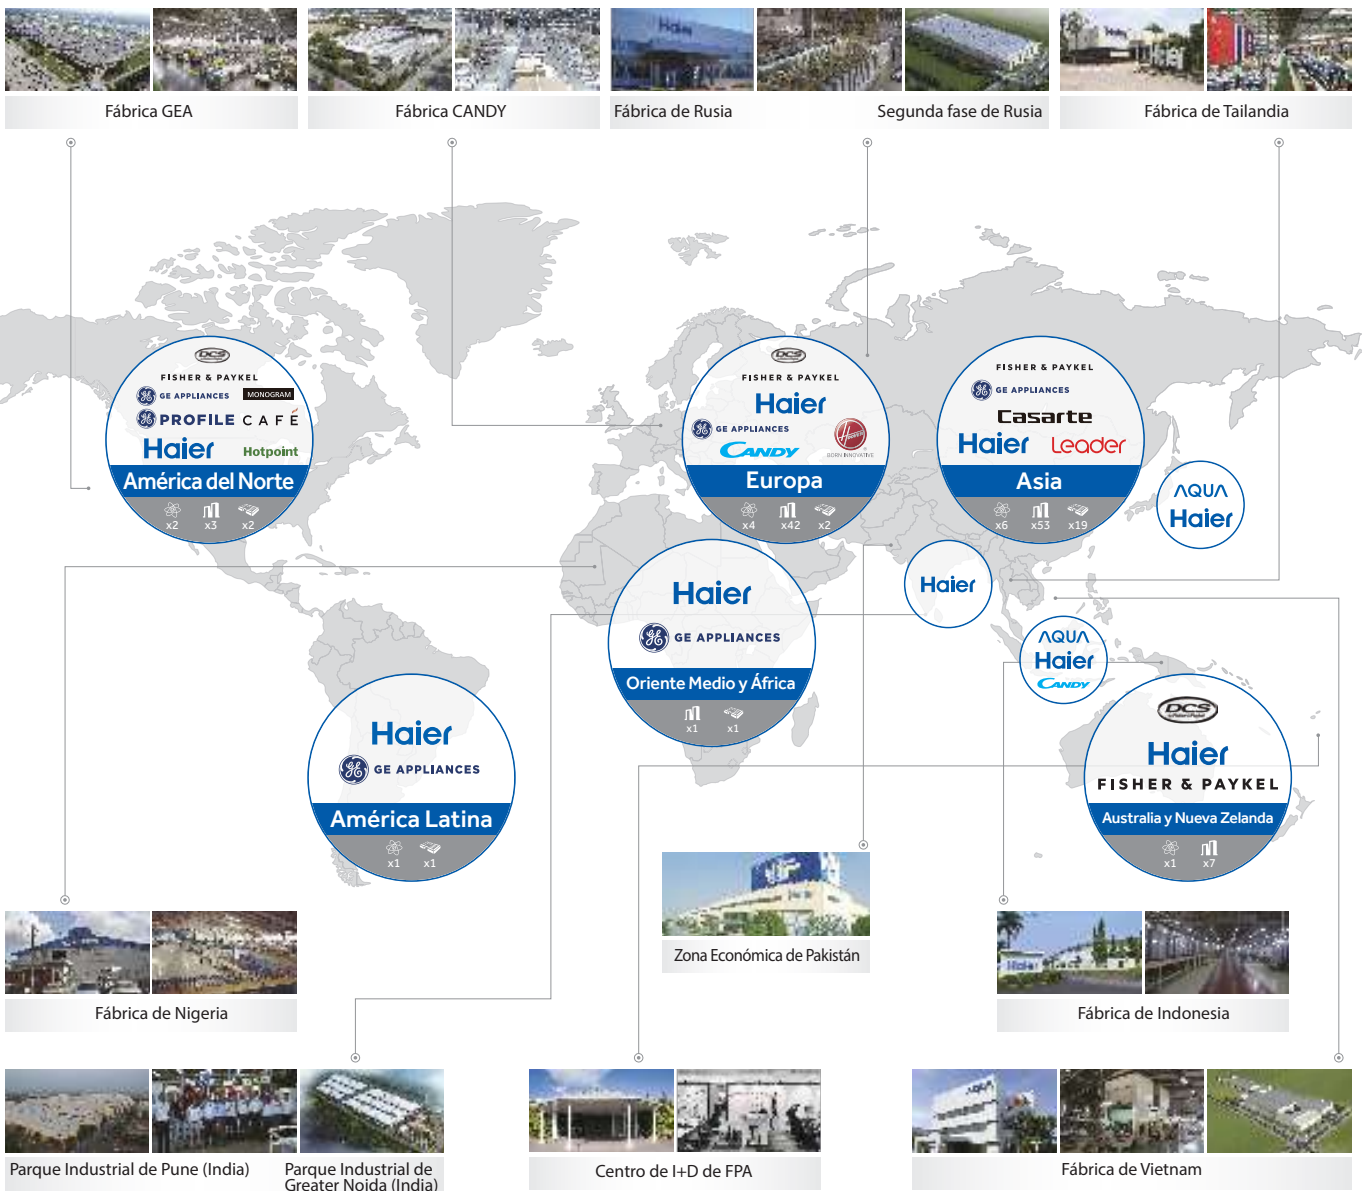 Fábrica GEA
Fábrica CANDY
Fábrica de Rusia
Segunda fase de Rusia
Fábrica de Tailandia
DCS
FISHER & PAYKEL
GE APPLIANCES
MONOGRAM
PROFILE
CAFÉ
Haier
Hotpoint
América del Norte
x2
x3
x2
DCS
FISHER & PAYKEL
Haier
GE APPLIANCES
CANDY
HOOVER
BORN INNOVATIVE
Europa
x4
x42
x2
FISHER & PAYKEL
GE APPLIANCES
Casarte
Haier
Leader
Asia
x6
x53
x19
AQUA
Haier
Haier
GE APPLIANCES
Oriente Medio y África
x1
x1
Haier
AQUA
Haier
CANDY
Haier
GE APPLIANCES
América Latina
x1
x1
DCS
Haier
FISHER & PAYKEL
Australia y Nueva Zelanda
x1
x7
Zona Económica de Pakistán
Fábrica de Nigeria
Fábrica de Indonesia
Parque Industrial de Pune (India)
Parque Industrial de
Greater Noida (India)
Centro de I+D de FPA
Fábrica de Vietnam